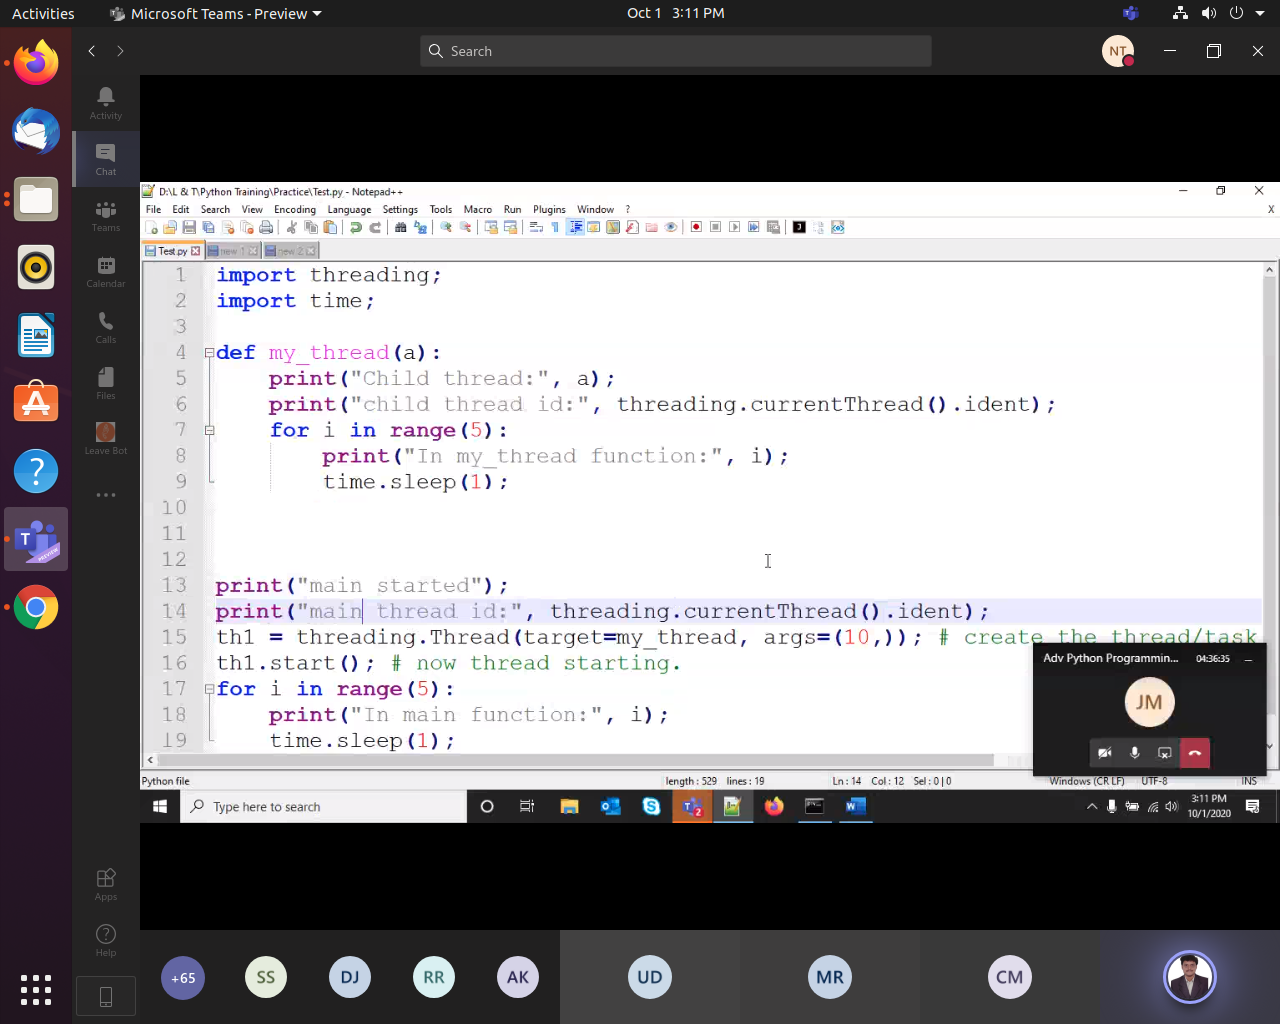 Activities
Microsoft Teams - Preview
Oct 1 3:11 PM
Search
NT
Activity
Chat
Teams
Calendar
Calls
Files
Leave Bot
Apps
Help
D:\L & T\Python Training\Practice\Test.py - Notepad++
File Edit Search View Encoding Language Settings Tools Macro Run Plugins Window ? X
Test.py new 1 new 2
1 import threading;
2 import time;
3
4 def my_thread(a):
5 print("Child thread:", a);
6 print("child thread id:", threading.currentThread().ident);
7 for i in range(5):
8 print("In my_thread function:", i);
9 time.sleep(1);
10
11
12
13 print("main started");
14 print("main thread id:", threading.currentThread().ident);
15 th1 = threading.Thread(target=my_thread, args=(10,)); # create the thread/task
16 th1.start(); # now thread starting.
17 for i in range(5):
18 print("In main function:", i);
19 time.sleep(1);
Adv Python Programmin... 04:36:35
JM
Python file length : 529 lines : 19 Ln : 14 Col : 12 Sel : 0 | 0 Windows (CR LF) UTF-8 INS
Type here to search
2
3:11 PM
10/1/2020
+65 SS DJ RR AK UD MR CM
T
PREVIEW